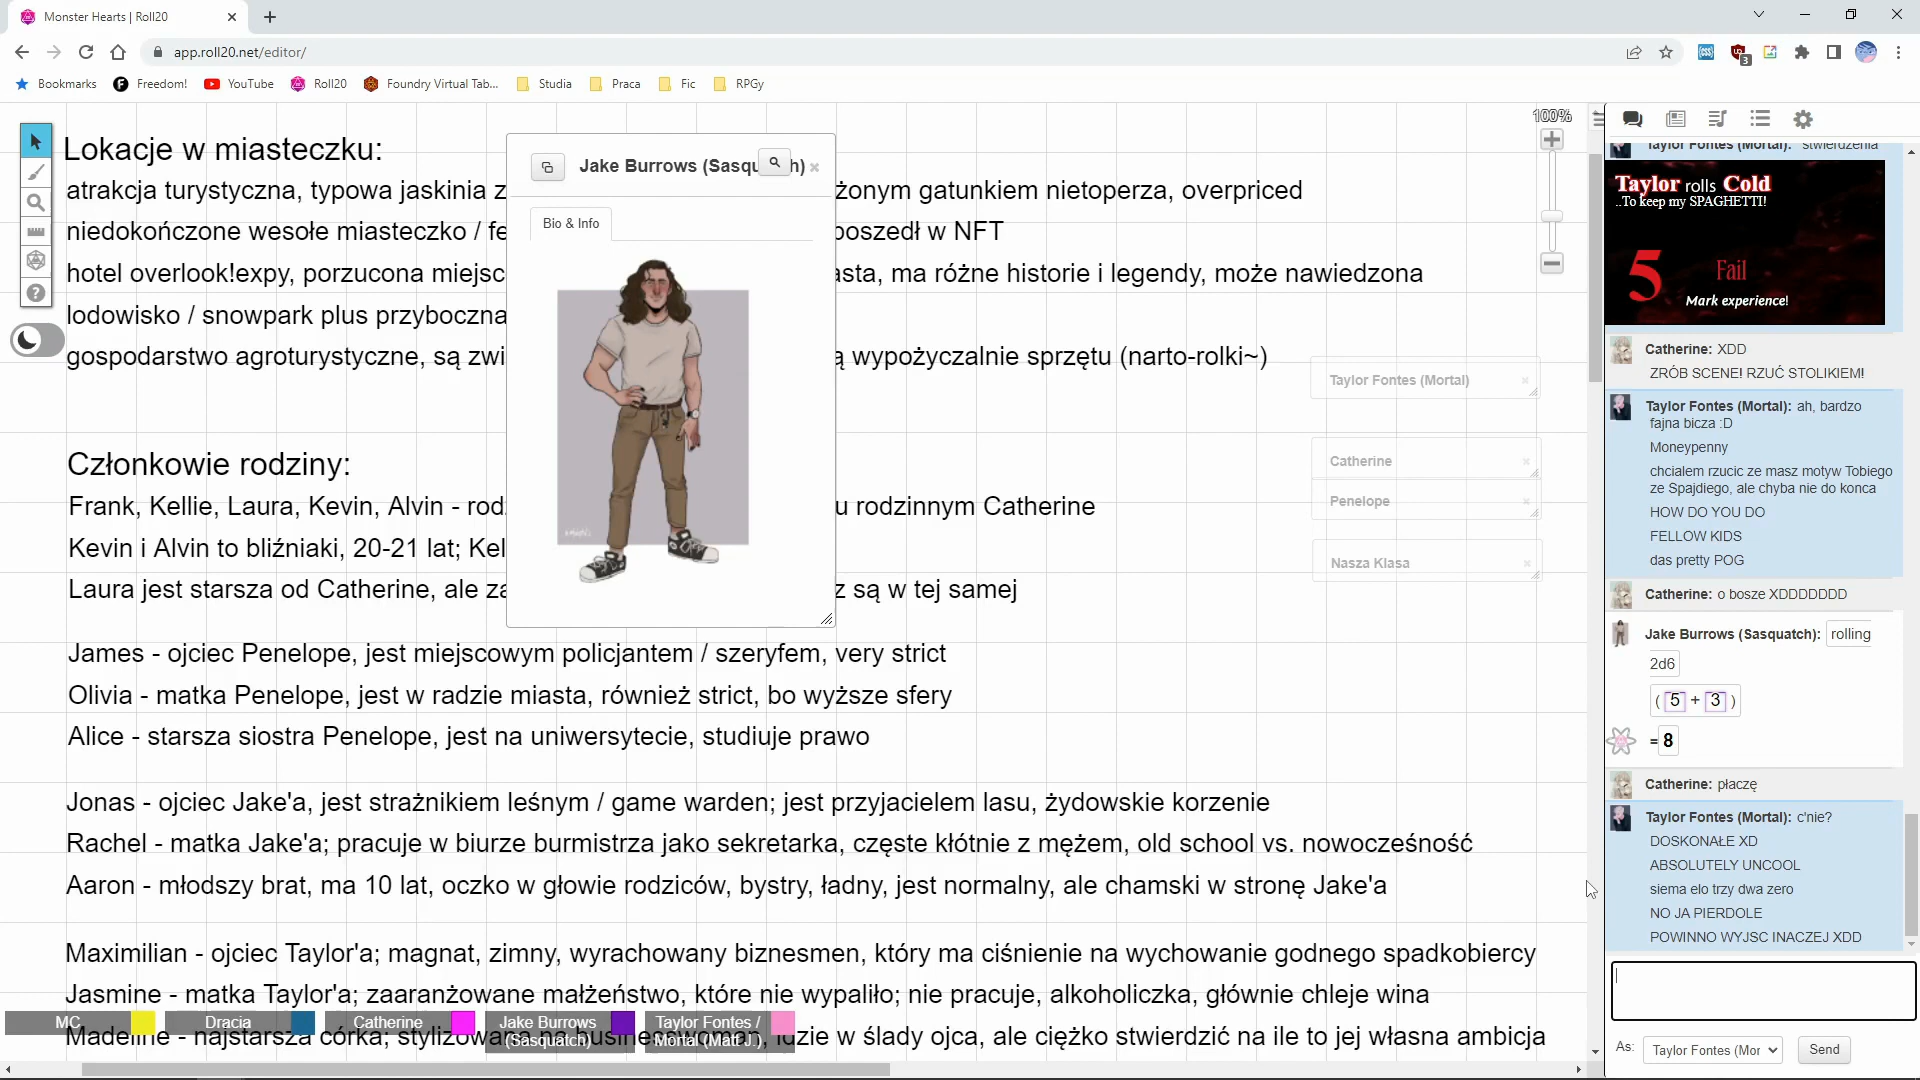 Monster Hearts | Roll20
app.roll20.net/editor/
3
Bookmarks
Freedom!
YouTube
Roll20
Foundry Virtual Tab...
Studia
Praca
Fic
RPGy
Lokacje w miasteczku:
atrakcja turystyczna, typowa jaskinia z
żonym gatunkiem nietoperza, overpriced
niedokończone wesołe miasteczko / fe
poszedł w NFT
hotel overlook!expy, porzucona miejsc
asta, ma różne historie i legendy, może nawiedzona
lodowisko / snowpark plus przyboczna
gospodarstwo agroturystyczne, są zwi
ą wypożyczalnie sprzętu (narto-rolki~)
Członkowie rodziny:
Frank, Kellie, Laura, Kevin, Alvin - rod
u rodzinnym Catherine
Kevin i Alvin to bliźniaki, 20-21 lat; Kel
Laura jest starsza od Catherine, ale za
z są w tej samej
James - ojciec Penelope, jest miejscowym policjantem / szeryfem, very strict
Olivia - matka Penelope, jest w radzie miasta, również strict, bo wyższe sfery
Alice - starsza siostra Penelope, jest na uniwersytecie, studiuje prawo
Jonas - ojciec Jake'a, jest strażnikiem leśnym / game warden; jest przyjacielem lasu, żydowskie korzenie
Rachel - matka Jake'a; pracuje w biurze burmistrza jako sekretarka, częste kłótnie z mężem, old school vs. nowocześność
Aaron - młodszy brat, ma 10 lat, oczko w głowie rodziców, bystry, ładny, jest normalny, ale chamski w stronę Jake'a
Maximilian - ojciec Taylor'a; magnat, zimny, wyrachowany biznesmen, który ma ciśnienie na wychowanie godnego spadkobiercy
Jasmine - matka Taylor'a; zaaranżowane małżeństwo, które nie wypaliło; nie pracuje, alkoholiczka, głównie chleje wina
Madeline - najstarsza córka; stylizowana na businesswoman, idzie w ślady ojca, ale ciężko stwierdzić na ile to jej własna ambicja
MC
Dracia
Catherine
Jake Burrows
(Sasquatch)
Taylor Fontes /
Mortal (Matt J.)
Jake Burrows (Sasqu h)
Bio & Info
100%
Taylor Fontes (Mortal)
Catherine
Penelope
Nasza Klasa
Taylor Fontes (Mortal): stwierdzenia
Taylor rolls Cold
..To keep my SPAGHETTI!
5 Fail
Mark experience!
Catherine: XDD
ZRÓB SCENE! RZUĆ STOLIKIEM!
Taylor Fontes (Mortal): ah, bardzo
fajna bicza :D
Moneypenny
chcialem rzucic ze masz motyw Tobiego
ze Spajdiego, ale chyba nie do konca
HOW DO YOU DO
FELLOW KIDS
das pretty POG
Catherine: o bosze XDDDDDDD
Jake Burrows (Sasquatch): rolling
2d6
( 5 + 3 )
= 8
Catherine: płaczę
Taylor Fontes (Mortal): c'nie?
DOSKONAŁE XD
ABSOLUTELY UNCOOL
siema elo trzy dwa zero
NO JA PIERDOLE
POWINNO WYJSC INACZEJ XDD
As: Taylor Fontes (Mor
Send